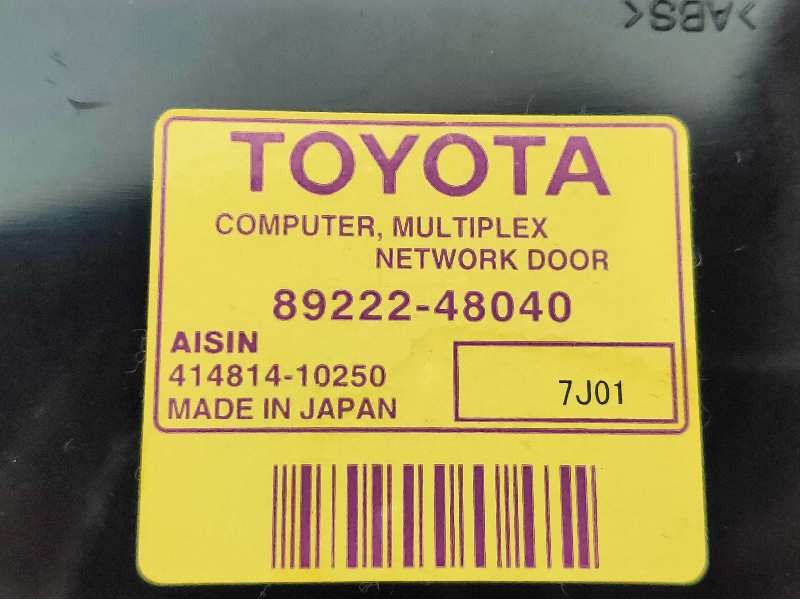 >ABS<
TOYOTA
COMPUTER, MULTIPLEX
NETWORK DOOR
89222-48040
AISIN
414814-10250
MADE IN JAPAN
7J01